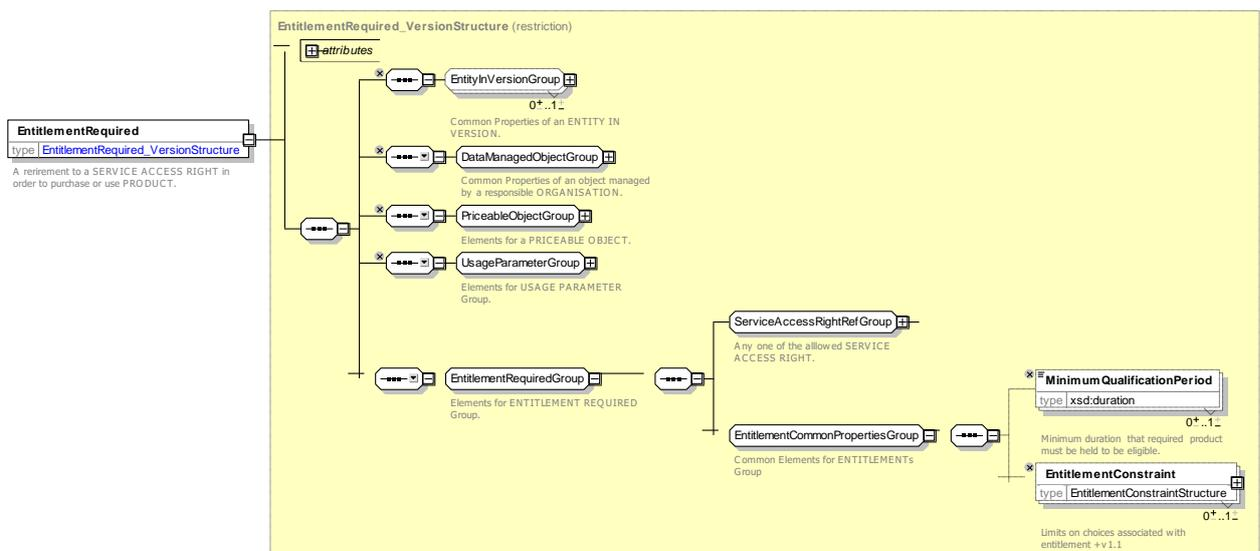 EntitlementRequired_VersionStructure (restriction)
attributes
EntityInVersionGroup
0..1
Common Properties of an ENTITY IN
VERSION.
EntitlementRequired
type EntitlementRequired_VersionStructure
A rerirement to a SERVICE ACCESS RIGHT in
order to purchase or use PRODUCT.
DataManagedObjectGroup
Common Properties of an object managed
by a responsible ORGANISATION.
PriceableObjectGroup
Elements for a PRICEABLE OBJECT.
UsageParameterGroup
Elements for USAGE PARAMETER
Group.
ServiceAccessRightRefGroup
Any one of the alllowed SERVICE
ACCESS RIGHT.
EntitlementRequiredGroup
Elements for ENTITLEMENT REQUIRED
Group.
MinimumQualificationPeriod
type xsd:duration
0..1
Minimum duration that required product
must be held to be eligible.
EntitlementCommonPropertiesGroup
Common Elements for ENTITLEMENTs
Group
EntitlementConstraint
type EntitlementConstraintStructure
0..1
Limits on choices associated with
entitlement +v1.1